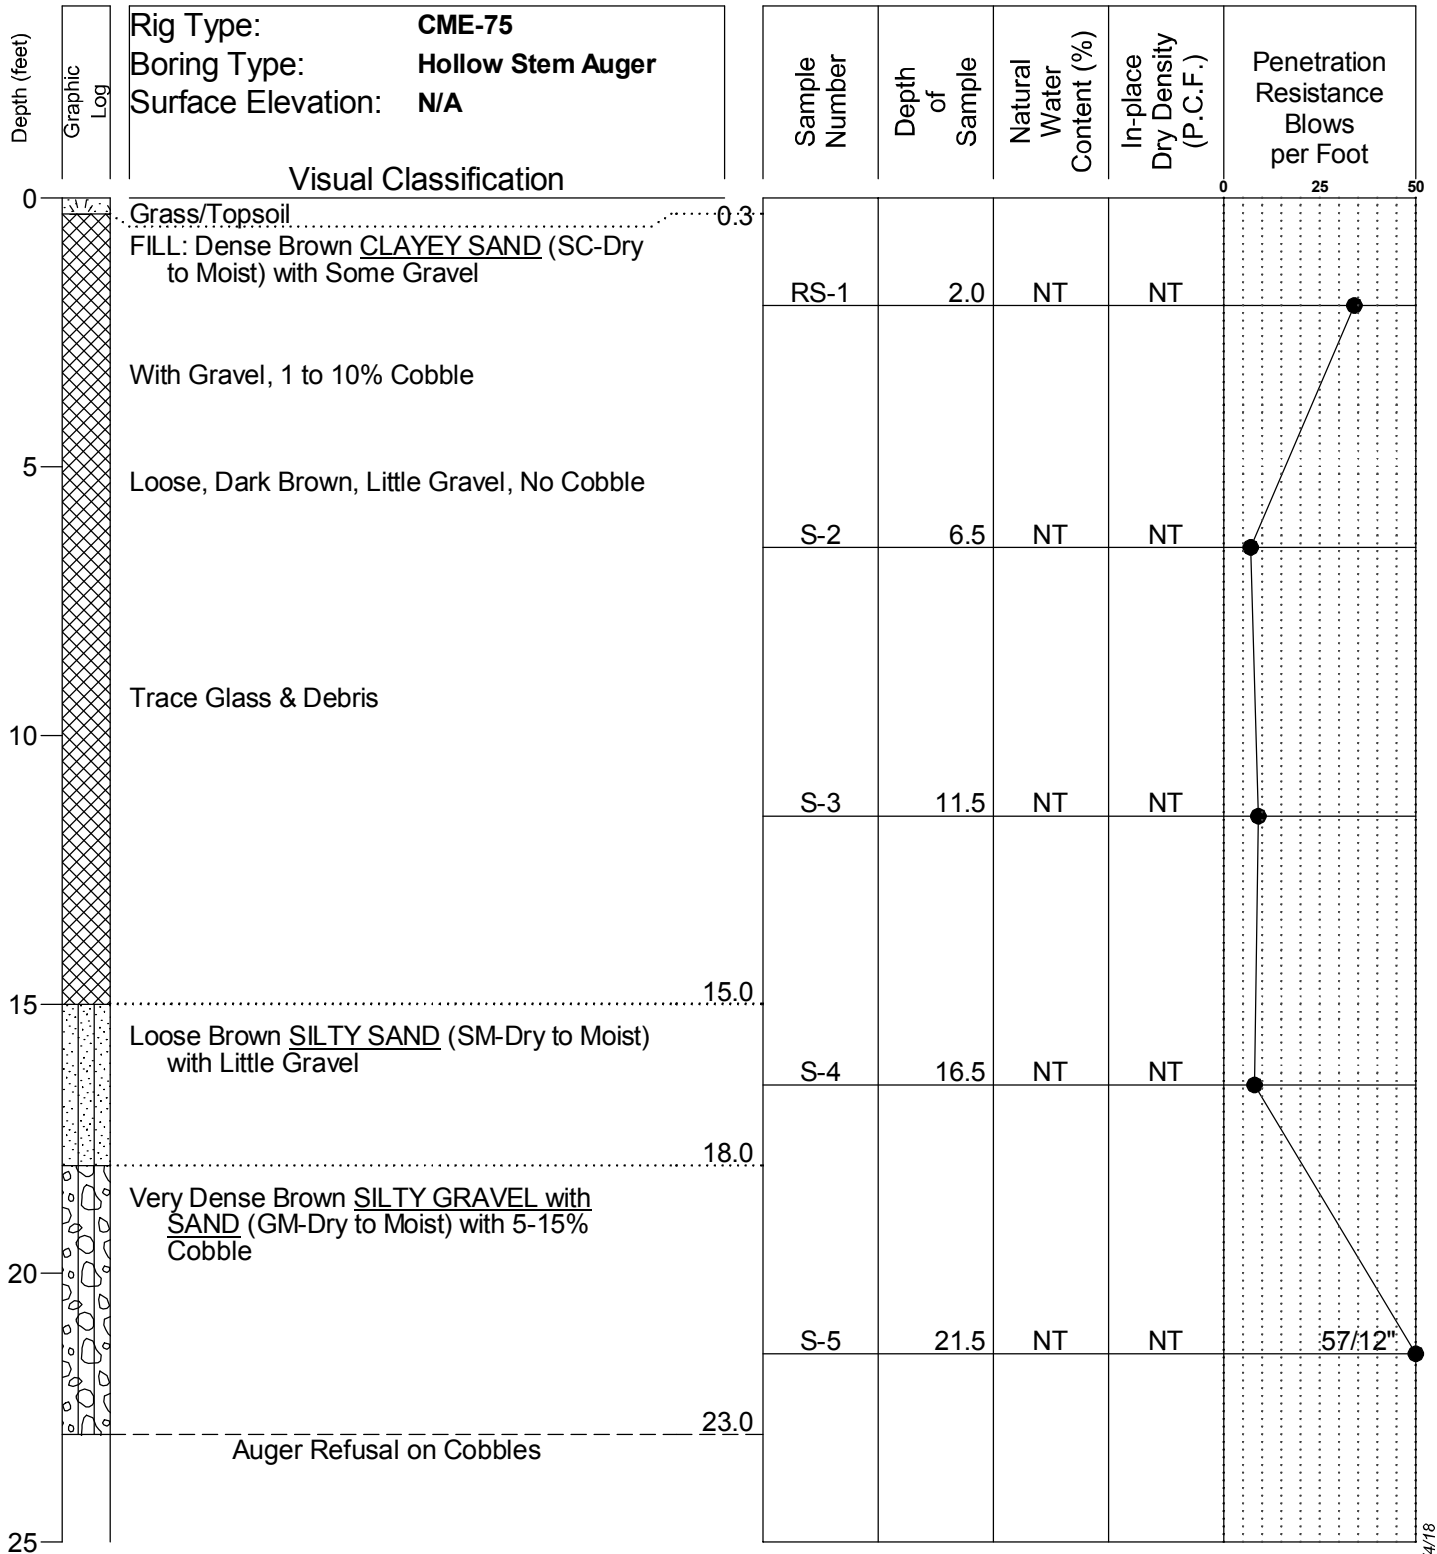 Depth (feet)
Graphic
Log
Rig Type: CME-75
Boring Type: Hollow Stem Auger
Surface Elevation: N/A
Visual Classification
Sample
Number
Depth
of
Sample
Natural
Water
Content (%)
In-place
Dry Density
(P.C.F.)
Penetration
Resistance
Blows
per Foot
0 25 50
0
Grass/Topsoil
0.3
FILL: Dense Brown CLAYEY SAND (SC-Dry
to Moist) with Some Gravel
RS-1 2.0 NT NT
With Gravel, 1 to 10% Cobble
5
Loose, Dark Brown, Little Gravel, No Cobble
S-2 6.5 NT NT
Trace Glass & Debris
10
S-3 11.5 NT NT
15
15.0
Loose Brown SILTY SAND (SM-Dry to Moist)
with Little Gravel
S-4 16.5 NT NT
18.0
Very Dense Brown SILTY GRAVEL with
SAND (GM-Dry to Moist) with 5-15%
Cobble
20
S-5 21.5 NT NT 57/12"
23.0
Auger Refusal on Cobbles
25